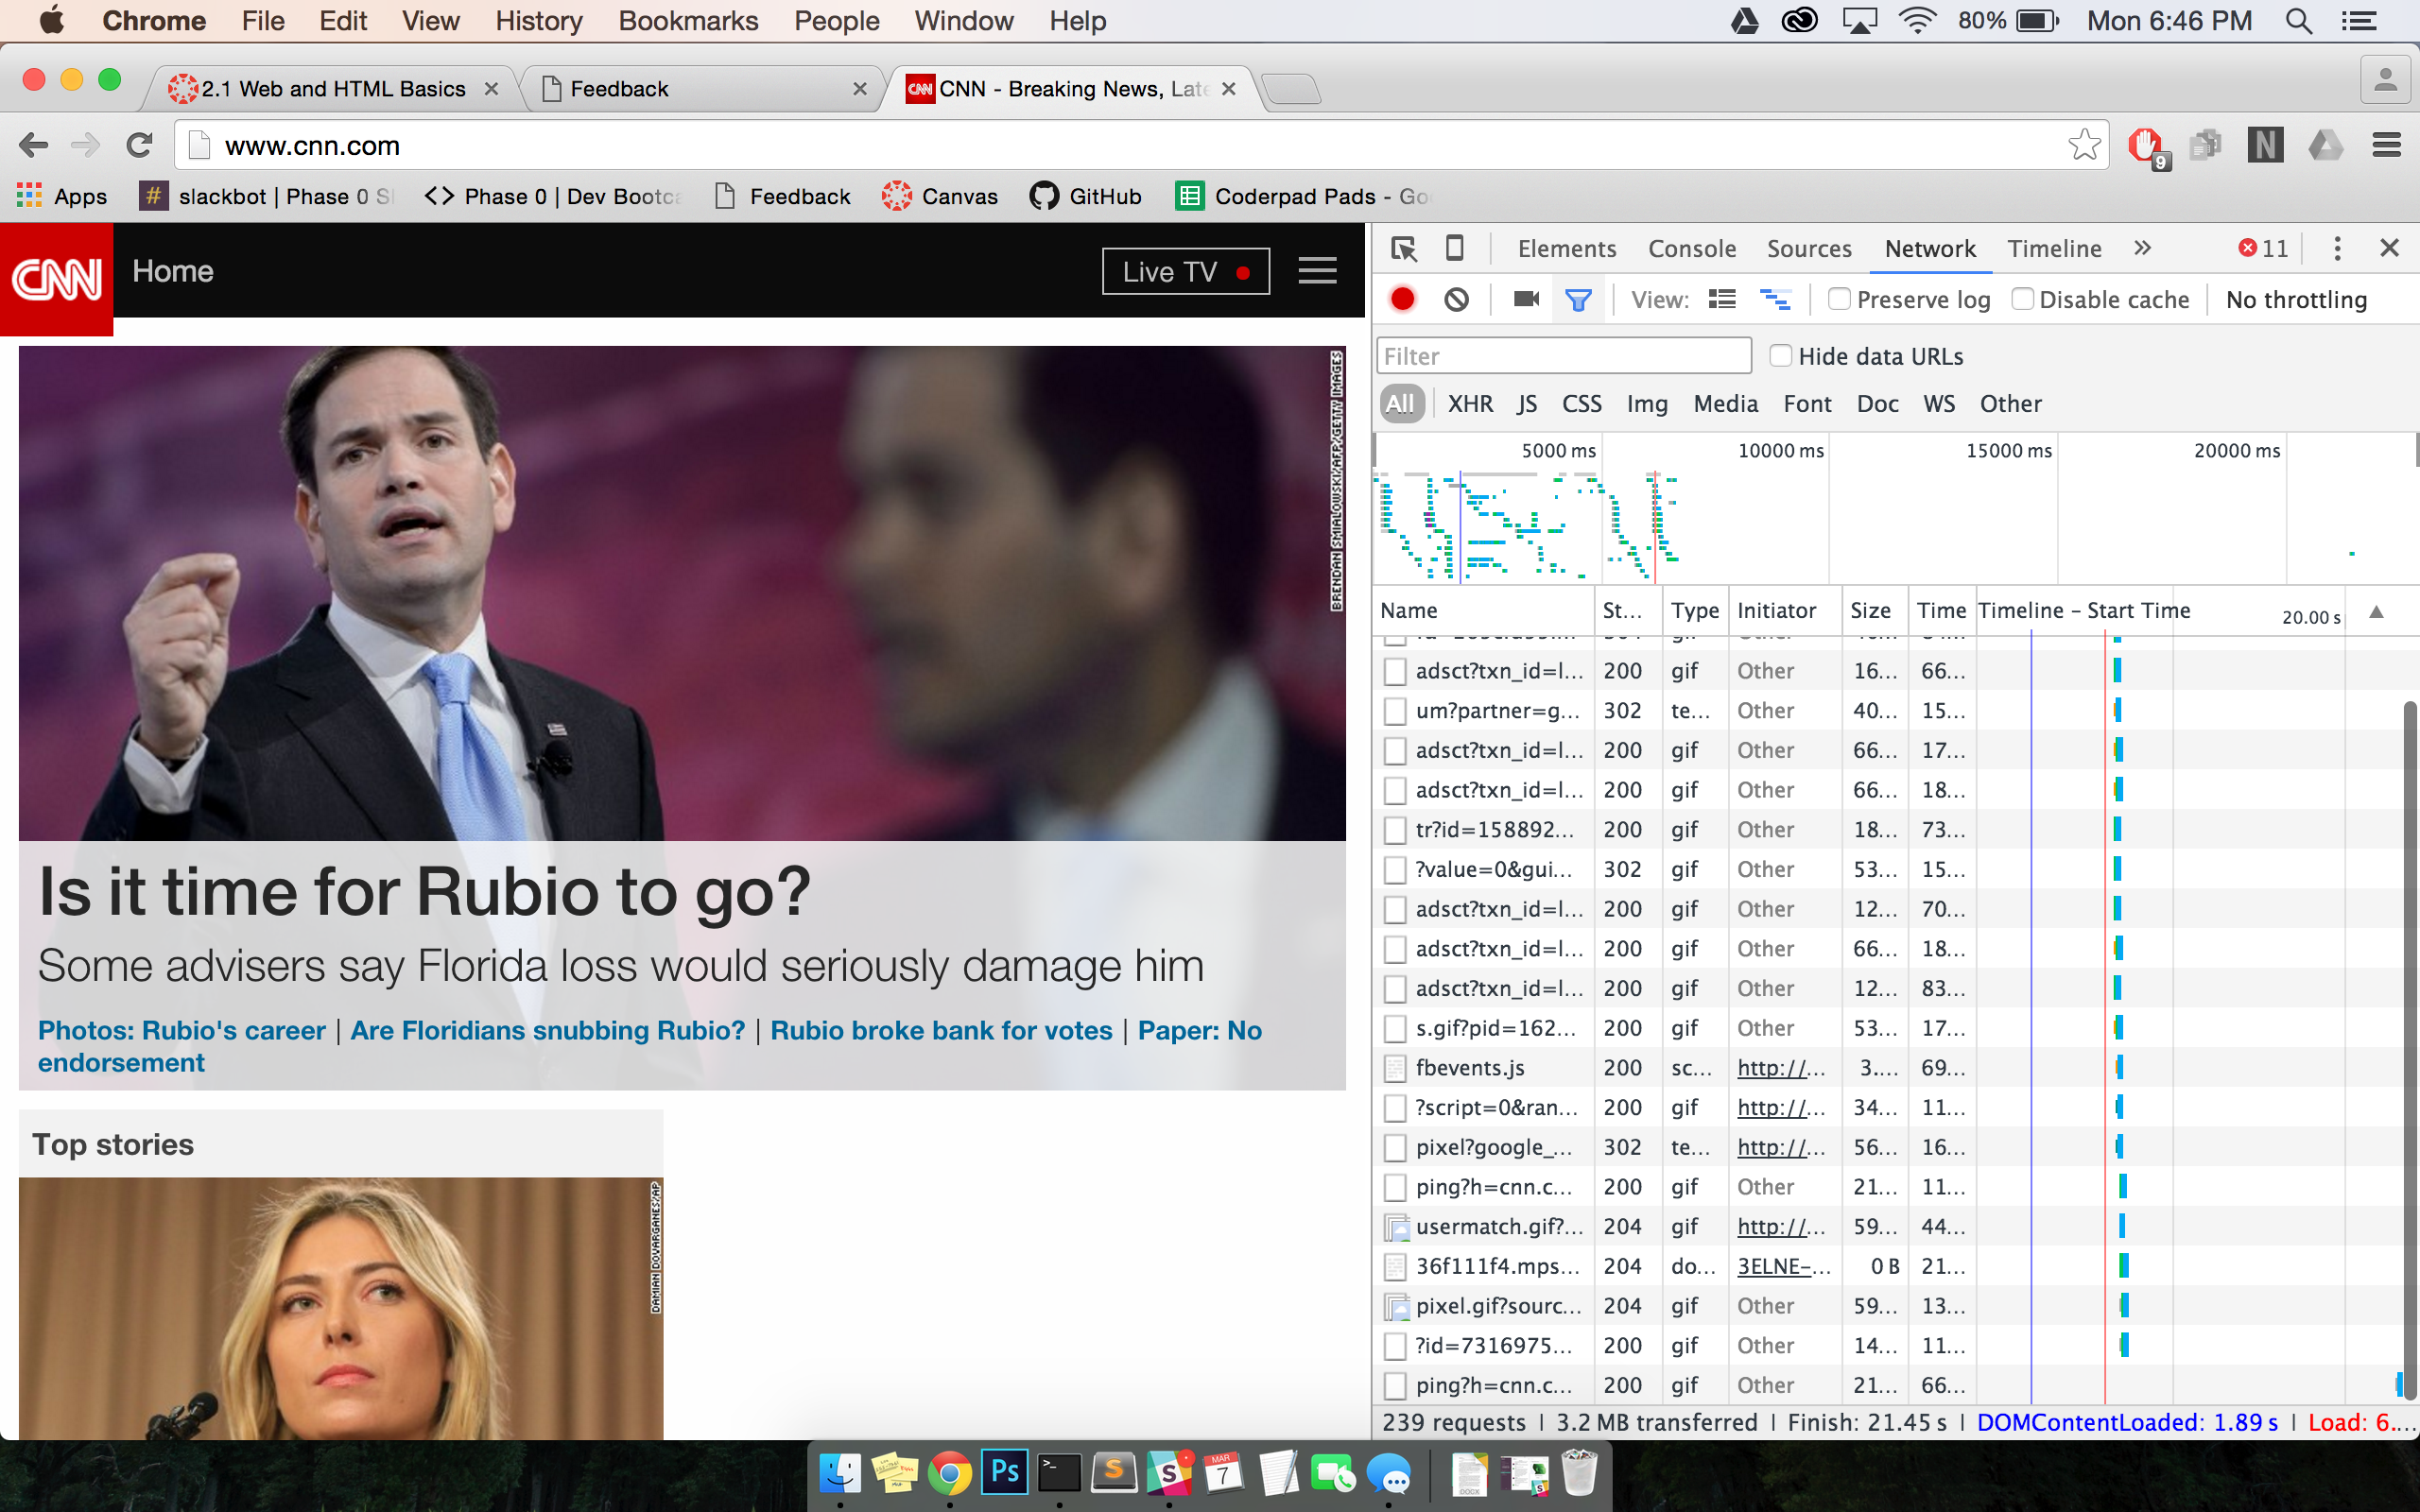 Chrome File Edit View History Bookmarks People Window Help 80% Mon 6:46 PM
2.1 Web and HTML Basics Feedback CNN CNN - Breaking News, Late
www.cnn.com 9 N
Apps # slackbot | Phase 0 S <> Phase 0 | Dev Bootca Feedback Canvas GitHub Coderpad Pads - Go
CNN Home Live TV
BRENDAN SMIALOWSKI/AFP/GETTY IMAGES
Is it time for Rubio to go?
Some advisers say Florida loss would seriously damage him
Photos: Rubio's career | Are Floridians snubbing Rubio? | Rubio broke bank for votes | Paper: No
endorsement
Top stories
DAMIAN DOVARGANES/AP
Elements Console Sources Network Timeline » 11
View: Preserve log Disable cache No throttling
Filter Hide data URLs
All XHR JS CSS Img Media Font Doc WS Other
5000 ms 10000 ms 15000 ms 20000 ms
Name St... Type Initiator Size Time Timeline – Start Time 20.00 s
adsct?txn_id=l... 200 gif Other 16... 66...
um?partner=g... 302 te... Other 40... 15...
adsct?txn_id=l... 200 gif Other 66... 17...
adsct?txn_id=l... 200 gif Other 66... 18...
tr?id=158892... 200 gif Other 18... 73...
?value=0&gui... 302 gif Other 53... 15...
adsct?txn_id=l... 200 gif Other 12... 70...
adsct?txn_id=l... 200 gif Other 66... 18...
adsct?txn_id=l... 200 gif Other 12... 83...
s.gif?pid=162... 200 gif Other 53... 17...
fbevents.js 200 sc... http://... 3.... 69...
?script=0&ran... 200 gif http://... 34... 11...
pixel?google_... 302 te... http://... 56... 16...
ping?h=cnn.c... 200 gif Other 21... 11...
usermatch.gif?... 204 gif http://... 59... 44...
36f111f4.mps... 204 do... 3ELNE-... 0 B 21...
pixel.gif?sourc... 204 gif Other 59... 13...
?id=7316975... 200 gif Other 14... 11...
ping?h=cnn.c... 200 gif Other 21... 66...
239 requests | 3.2 MB transferred | Finish: 21.45 s | DOMContentLoaded: 1.89 s | Load: 6....
Ps S MAR 7